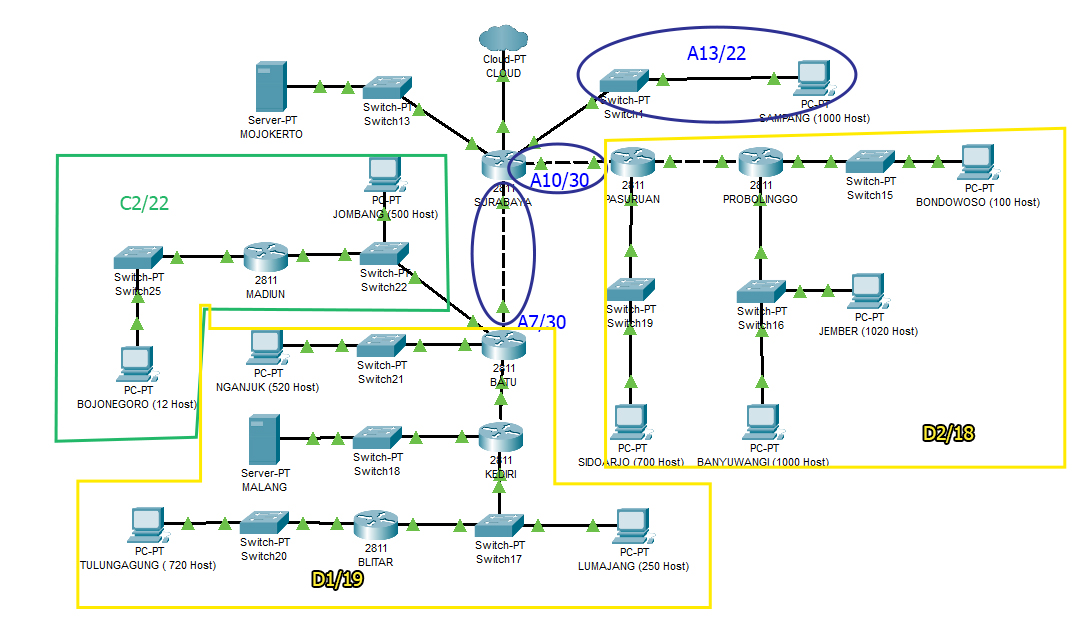 Cloud-PT
CLOUD
A13/22
Server-PT
MOJOKERTO
Switch-PT
Switch13
Switch-PT
Switch4
PC-PT
SAMPANG (1000 Host)
2811
SURABAYA
A10/30
2811
PASURUAN
2811
PROBOLINGGO
Switch-PT
Switch15
PC-PT
BONDOWOSO (100 Host)
C2/22
PC-PT
JOMBANG (500 Host)
Switch-PT
Switch25
2811
MADIUN
Switch-PT
Switch22
A7/30
Switch-PT
Switch19
Switch-PT
Switch16
PC-PT
JEMBER (1020 Host)
PC-PT
BOJONEGORO (12 Host)
PC-PT
NGANJUK (520 Host)
Switch-PT
Switch21
2811
BATU
Server-PT
MALANG
Switch-PT
Switch18
2811
KEDIRI
PC-PT
SIDOARJO (700 Host)
PC-PT
BANYUWANGI (1000 Host)
D2/18
PC-PT
TULUNGAGUNG ( 720 Host)
Switch-PT
Switch20
2811
BLITAR
Switch-PT
Switch17
PC-PT
LUMAJANG (250 Host)
D1/19